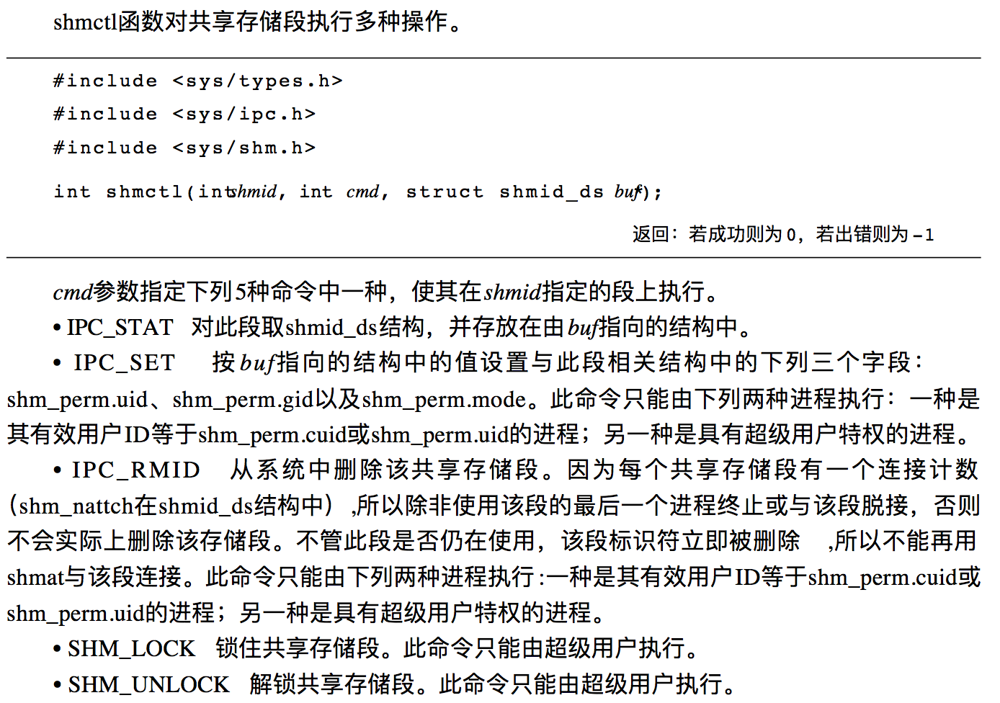 shmctl函数对共享存储段执行多种操作。
#include <sys/types.h>
#include <sys/ipc.h>
#include <sys/shm.h>
int shmctl(int shmid, int cmd, struct shmid_ds *buf);
返回：若成功则为0，若出错则为-1
cmd参数指定下列5种命令中一种，使其在shmid指定的段上执行。
• IPC_STAT 对此段取shmid_ds结构，并存放在由buf指向的结构中。
• IPC_SET 按buf指向的结构中的值设置与此段相关结构中的下列三个字段：
shm_perm.uid、shm_perm.gid以及shm_perm.mode。此命令只能由下列两种进程执行：一种是
其有效用户ID等于shm_perm.cuid或shm_perm.uid的进程；另一种是具有超级用户特权的进程。
• IPC_RMID 从系统中删除该共享存储段。因为每个共享存储段有一个连接计数
（shm_nattch在shmid_ds结构中）,所以除非使用该段的最后一个进程终止或与该段脱接，否则
不会实际上删除该存储段。不管此段是否仍在使用，该段标识符立即被删除 ,所以不能再用
shmat与该段连接。此命令只能由下列两种进程执行:一种是其有效用户ID等于shm_perm.cuid或
shm_perm.uid的进程；另一种是具有超级用户特权的进程。
• SHM_LOCK 锁住共享存储段。此命令只能由超级用户执行。
• SHM_UNLOCK 解锁共享存储段。此命令只能由超级用户执行。